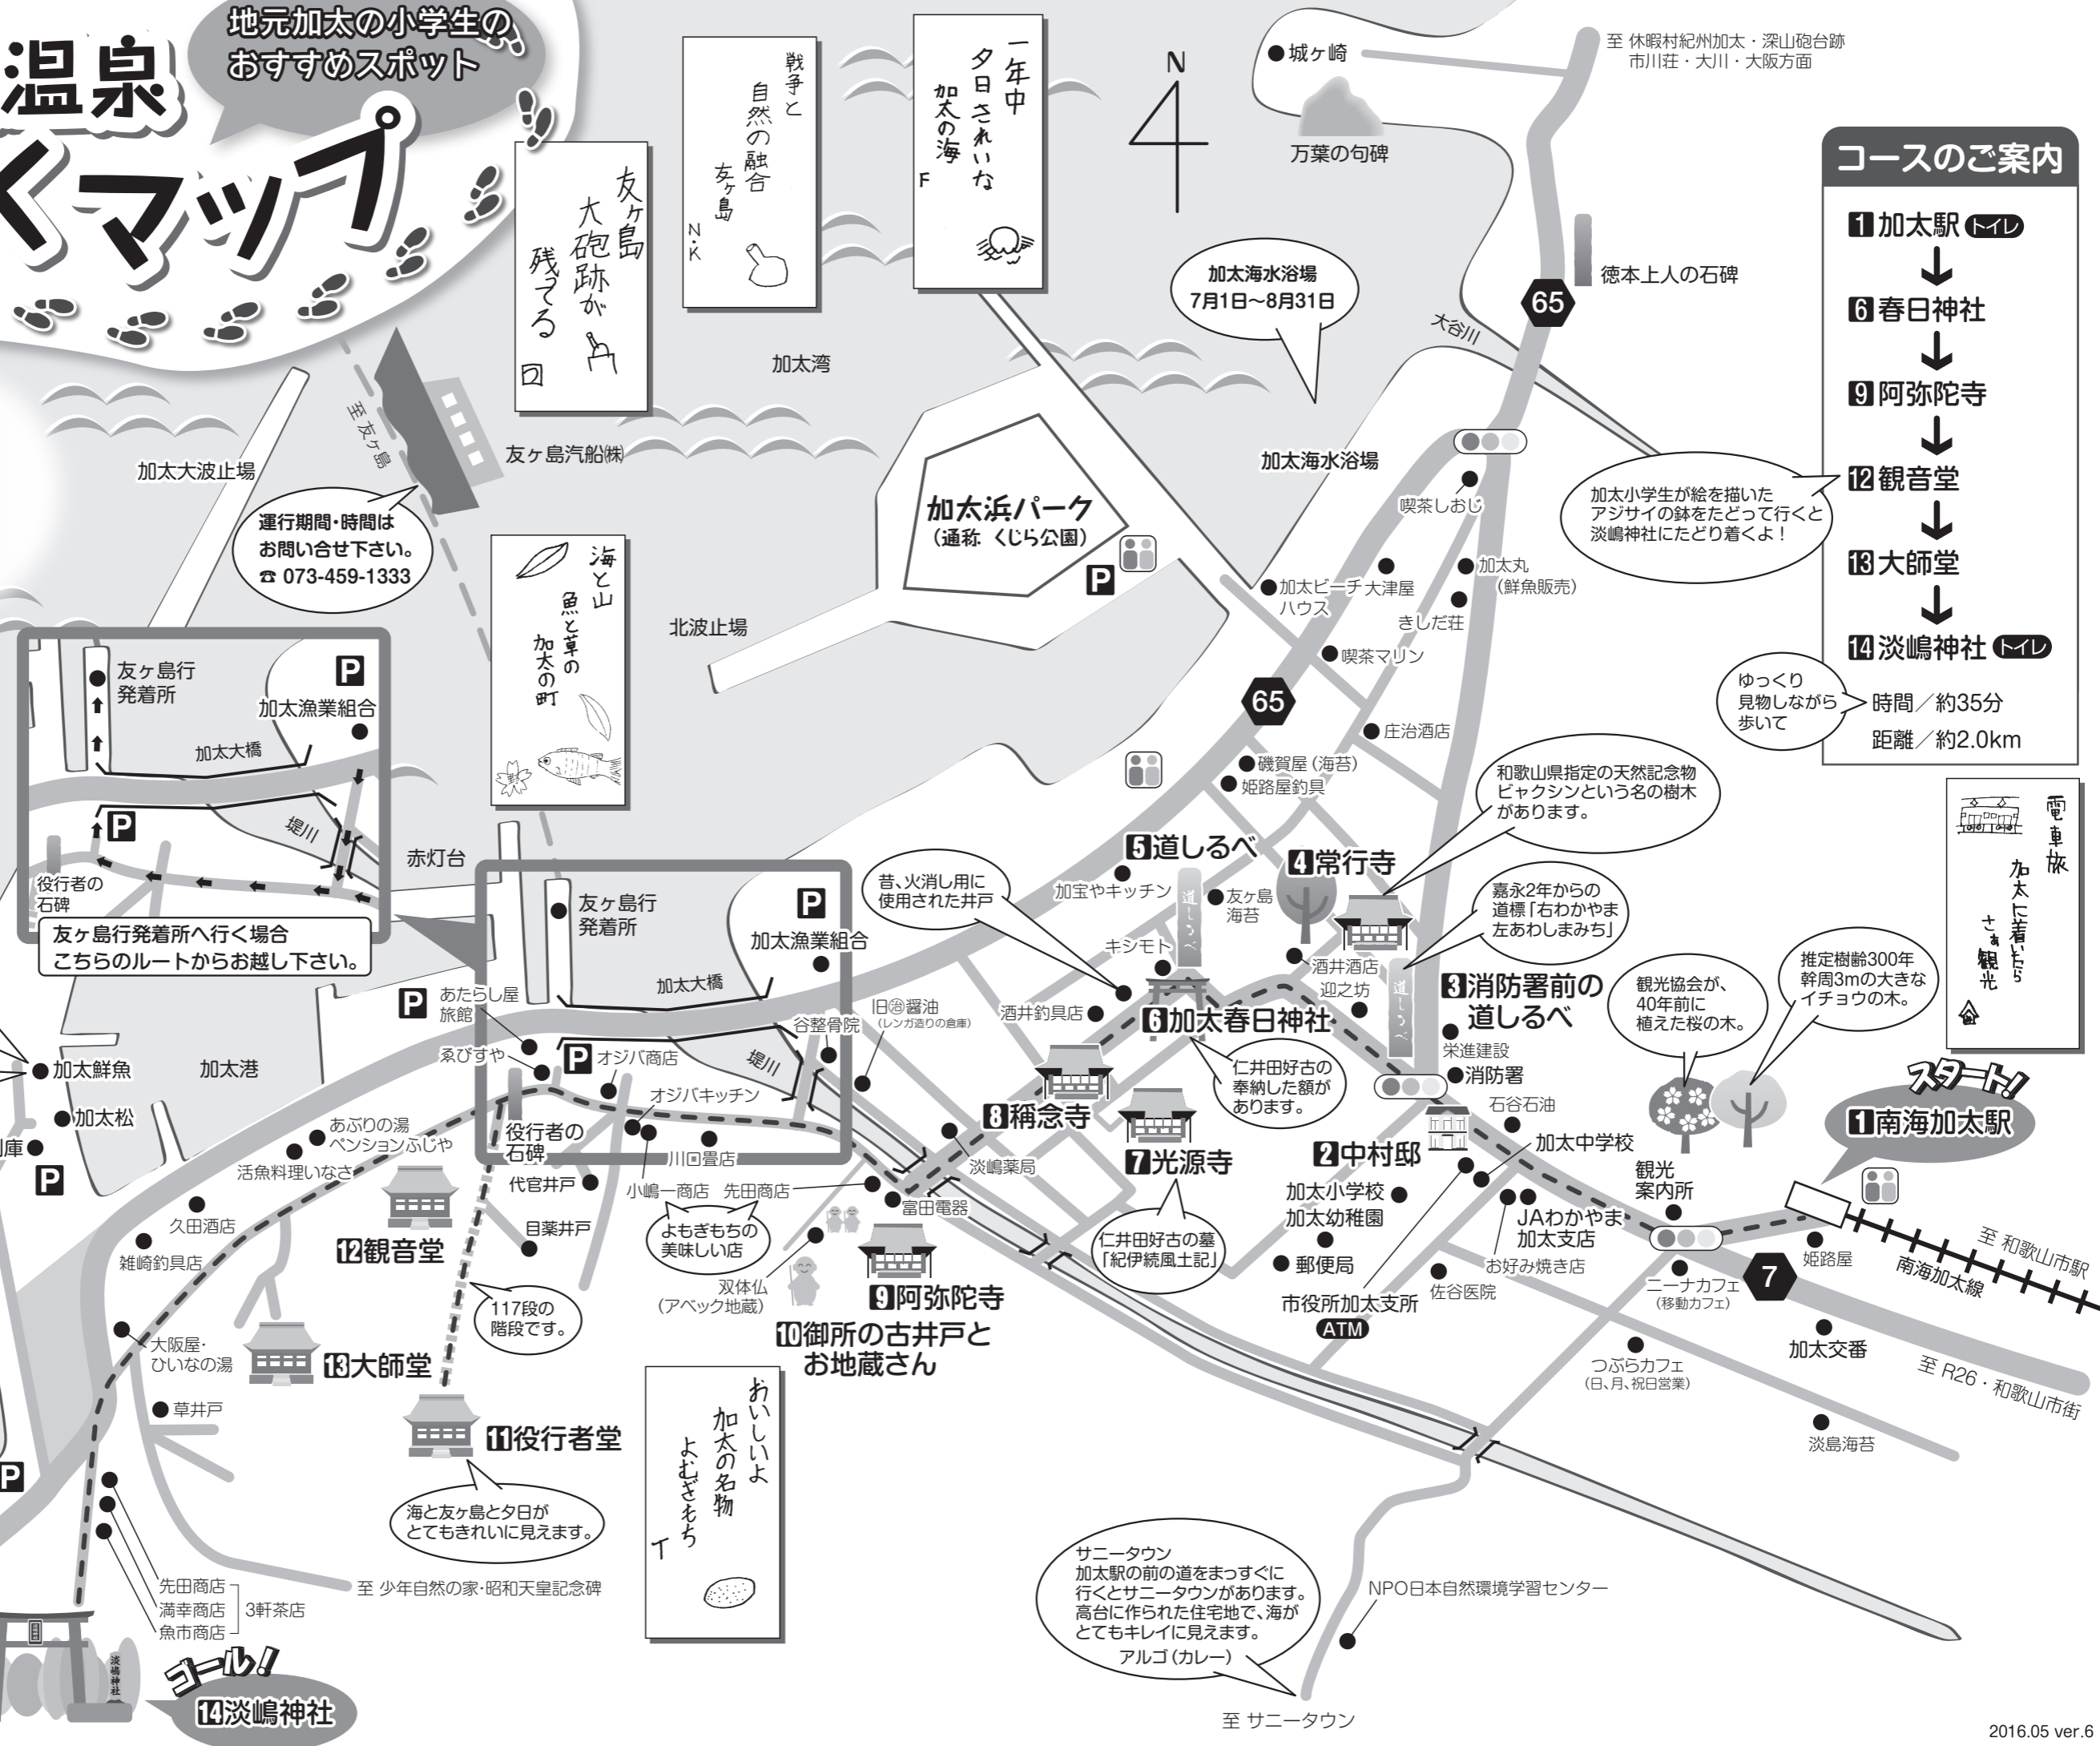 温泉
くマップ
地元加太の小学生の
おすすめスポット
友ヶ島
大砲跡が
残ってる
戦争と
自然の融合
友ヶ島
N・K
一年中
夕日きれいな
加太の海
F
N
城ヶ崎
万葉の句碑
至 休暇村紀州加太・深山砲台跡
市川荘・大川・大阪方面
徳本上人の石碑
65
大谷川
加太海水浴場
7月1日〜8月31日
加太湾
加太海水浴場
コースのご案内
1加太駅 トイレ
6春日神社
9阿弥陀寺
12観音堂
13大師堂
14淡嶋神社 トイレ
時間／約35分
距離／約2.0km
ゆっくり
見物しながら
歩いて
加太小学生が絵を描いた
アジサイの鉢をたどって行くと
淡嶋神社にたどり着くよ！
至 友ヶ島
友ヶ島汽船㈱
加太大波止場
運行期間・時間は
お問い合せ下さい。
☎ 073-459-1333
海と山
魚と草の
加太の町
北波止場
加太浜パーク
（通称 くじら公園）
P
喫茶しおじ
加太丸
（鮮魚販売）
きしだ荘
大津屋
加太ビーチ
ハウス
喫茶マリン
65
庄治酒店
磯賀屋（海苔）
姫路屋釣具
和歌山県指定の天然記念物
ビャクシンという名の樹木
があります。
電車旅
加太に着いたら
さぁ観光
友ヶ島行
発着所
P
加太漁業組合
加太大橋
堤川
P
役行者の
石碑
友ヶ島行発着所へ行く場合
こちらのルートからお越し下さい。
赤灯台
友ヶ島行
発着所
P
加太漁業組合
加太大橋
堤川
谷整骨院
P
オジバ商店
オジバキッチン
役行者の
石碑
川口畳店
P
あたらし屋
旅館
ゑびすや
旧㊨醤油
（レンガ造りの倉庫）
昔、火消し用に
使用された井戸
5道しるべ
加宝やキッチン
道しるべ
友ヶ島
海苔
キシモト
4常行寺
嘉永2年からの
道標「右わかやま
左あわしまみち」
酒井酒店
迎之坊
道しるべ
3消防署前の
道しるべ
栄進建設
消防署
酒井釣具店
6加太春日神社
仁井田好古の
奉納した額が
あります。
8稱念寺
7光源寺
仁井田好古の墓
「紀伊続風土記」
淡嶋薬局
観光協会が、
40年前に
植えた桜の木。
推定樹齢300年
幹周3mの大きな
イチョウの木。
スタート!
1南海加太駅
石谷石油
加太中学校
2中村邸
加太小学校
加太幼稚園
郵便局
市役所加太支所
ATM
JAわかやま
加太支店
お好み焼き店
佐谷医院
観光
案内所
姫路屋
ニーナカフェ
（移動カフェ）
7
加太交番
南海加太線
至 和歌山市駅
至 R26・和歌山市街
つぶらカフェ
（日、月、祝日営業）
淡島海苔
加太鮮魚
加太松
庫
P
加太港
あぶりの湯
ペンションふじや
活魚料理いなさ
久田酒店
雑崎釣具店
12観音堂
代官井戸
目薬井戸
小嶋一商店
先田商店
富田電器
よもぎもちの
美味しい店
双体仏
（アベック地蔵）
9阿弥陀寺
10御所の古井戸と
お地蔵さん
117段の
階段です。
大阪屋・
ひいなの湯
13大師堂
草井戸
11役行者堂
海と友ヶ島と夕日が
とてもきれいに見えます。
おいしいよ
加太の名物
よもぎもち
T
P
先田商店
満幸商店
魚市商店
3軒茶店
至 少年自然の家・昭和天皇記念碑
淡嶋神社
ゴール!
14淡嶋神社
サニータウン
加太駅の前の道をまっすぐに
行くとサニータウンがあります。
高台に作られた住宅地で、海が
とてもキレイに見えます。
アルゴ（カレー）
NPO日本自然環境学習センター
至 サニータウン
2016.05 ver.6